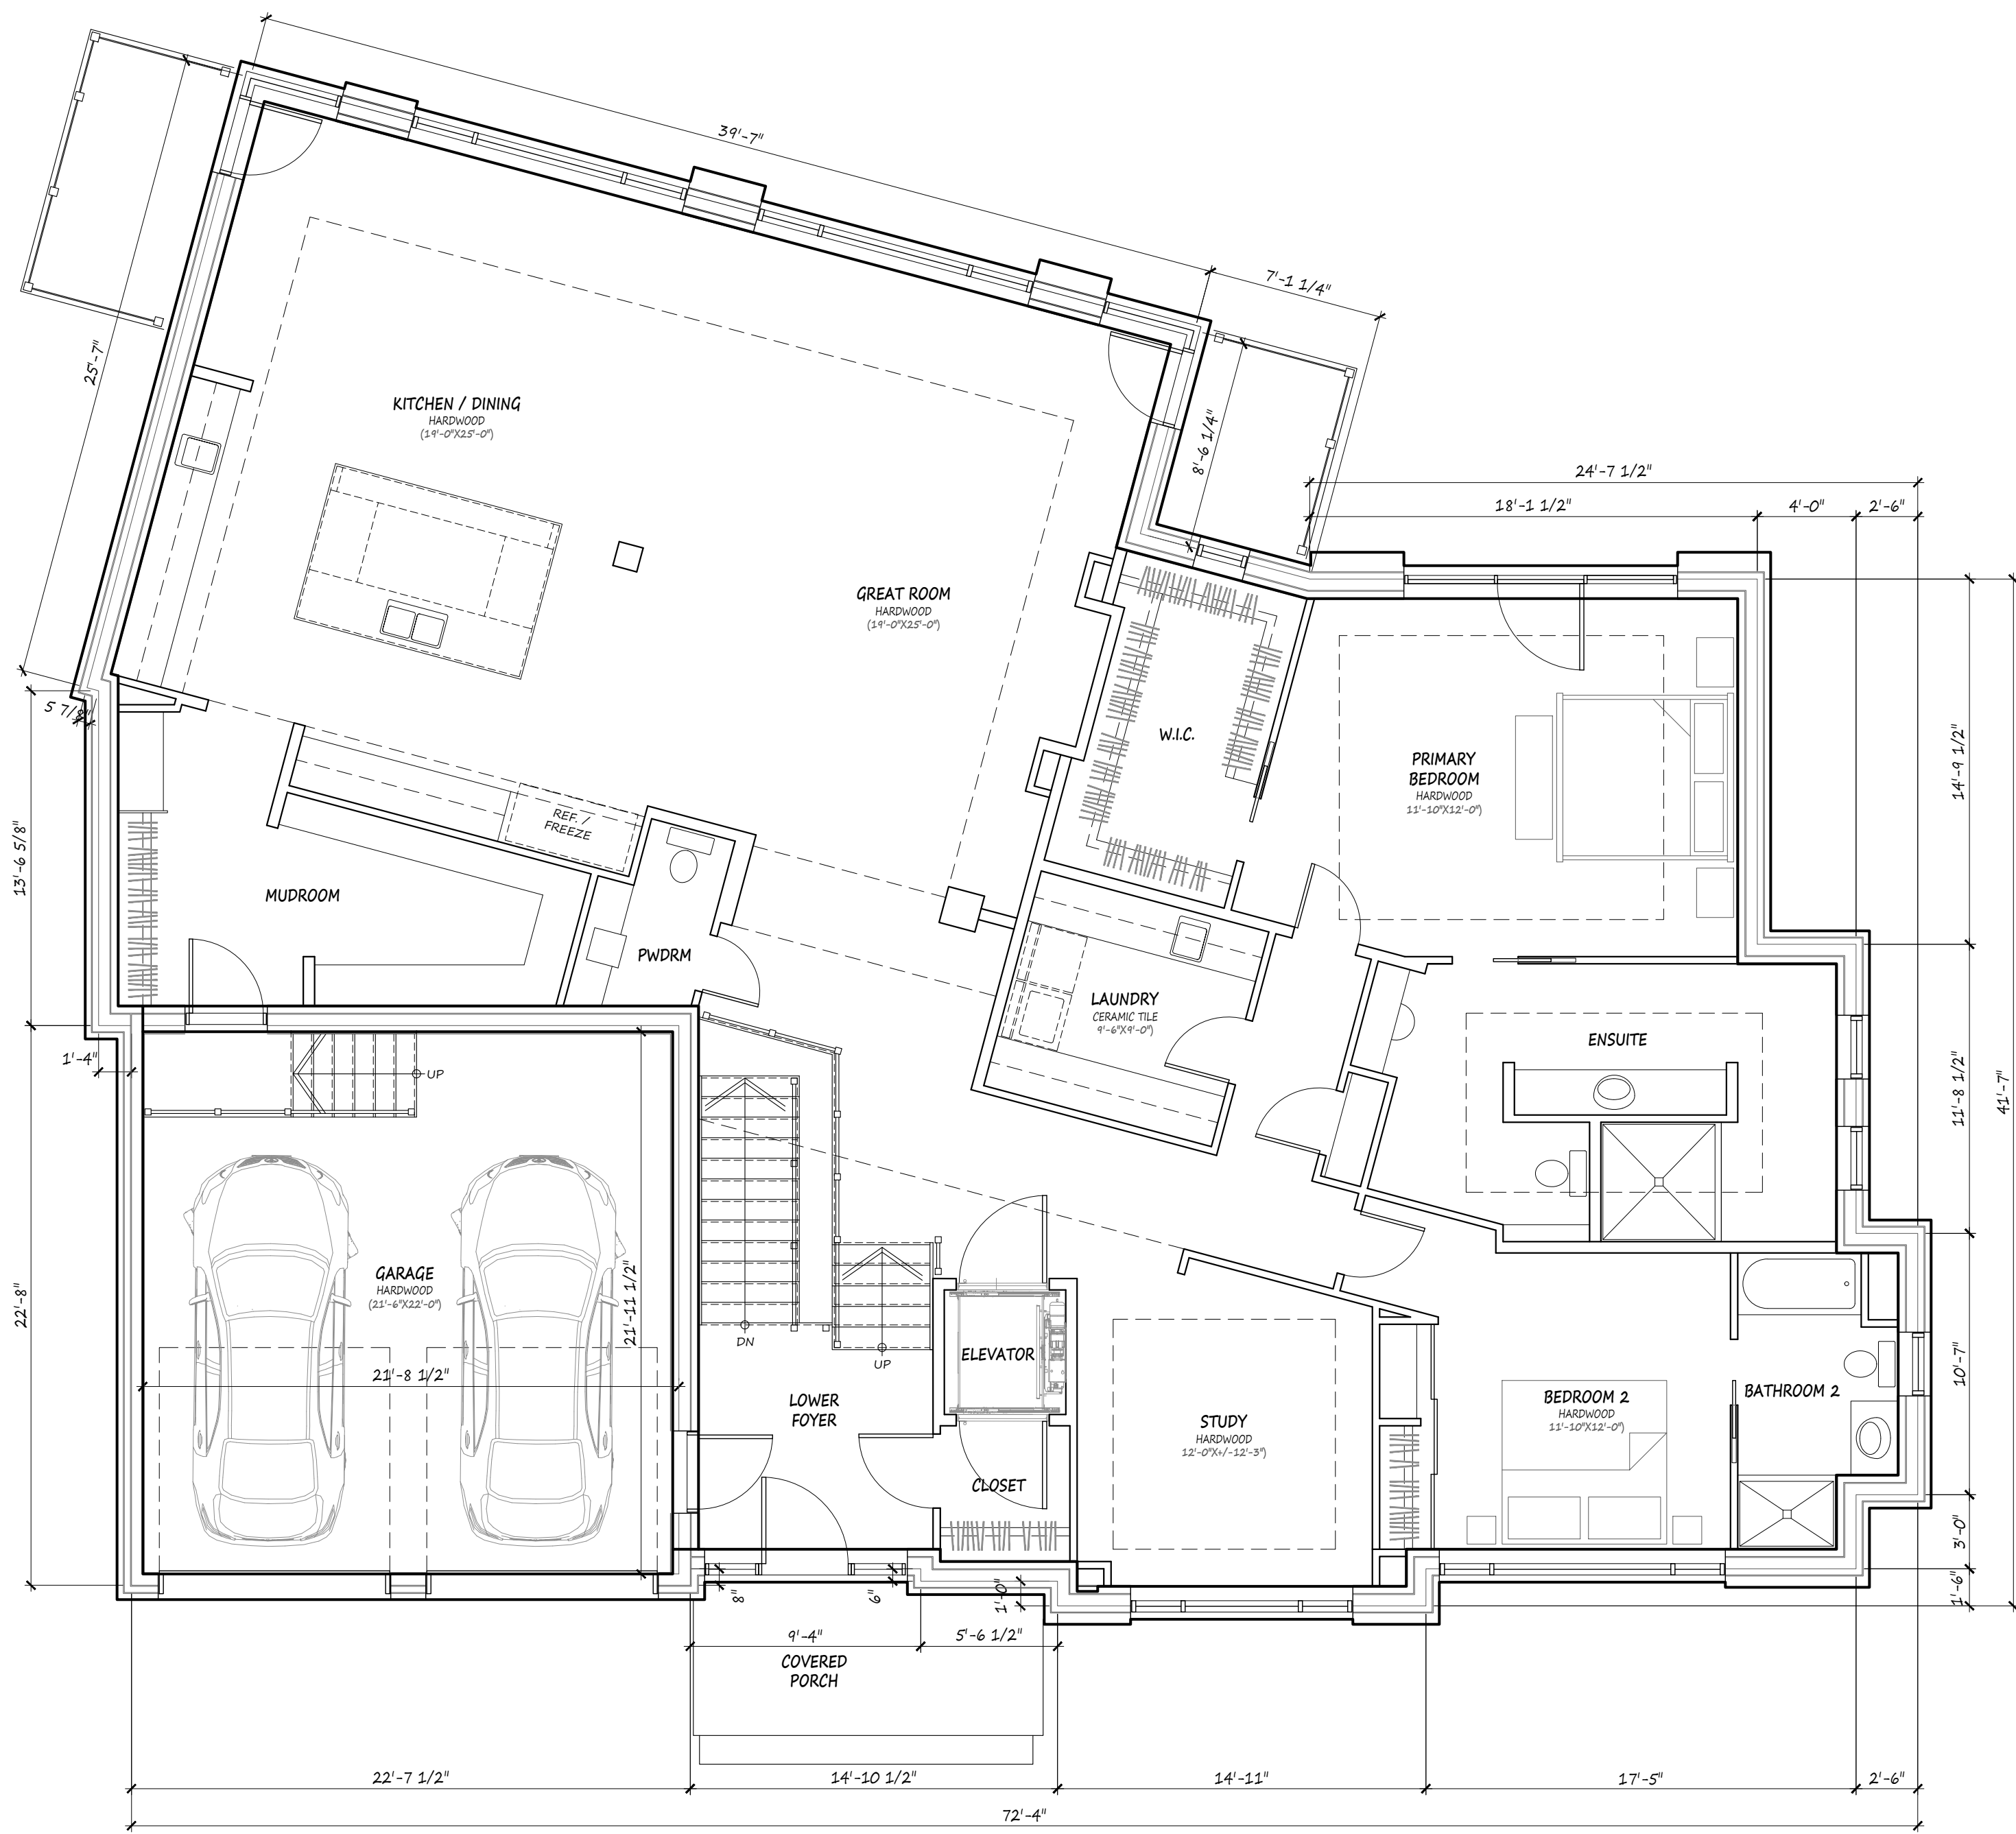 39'-7"
7'-1 1/4"
25'-7"
8'-6 1/4"
KITCHEN / DINING
HARDWOOD
(19'-0"X25'-0")
24'-7 1/2"
18'-1 1/2"
4'-0"
2'-6"
GREAT ROOM
HARDWOOD
(19'-0"X25'-0")
5 7/8"
W.I.C.
PRIMARY
BEDROOM
HARDWOOD
11'-10"X12'-0")
14'-9 1/2"
REF. /
FREEZE
13'-6 5/8"
MUDROOM
PWDRM
LAUNDRY
CERAMIC TILE
9'-6"X9'-0")
ENSUITE
11'-8 1/2"
41'-7"
1'-4"
UP
GARAGE
HARDWOOD
(21'-6"X22'-0")
21'-11 1/2"
22'-8"
21'-8 1/2"
DN
UP
ELEVATOR
LOWER
FOYER
CLOSET
STUDY
HARDWOOD
12'-0"X+/-12'-3")
BEDROOM 2
HARDWOOD
11'-10"X12'-0")
BATHROOM 2
10'-7"
3'-0"
1'-6"
8"
6"
1'-0"
9'-4"
5'-6 1/2"
COVERED
PORCH
22'-7 1/2"
14'-10 1/2"
14'-11"
17'-5"
2'-6"
72'-4"